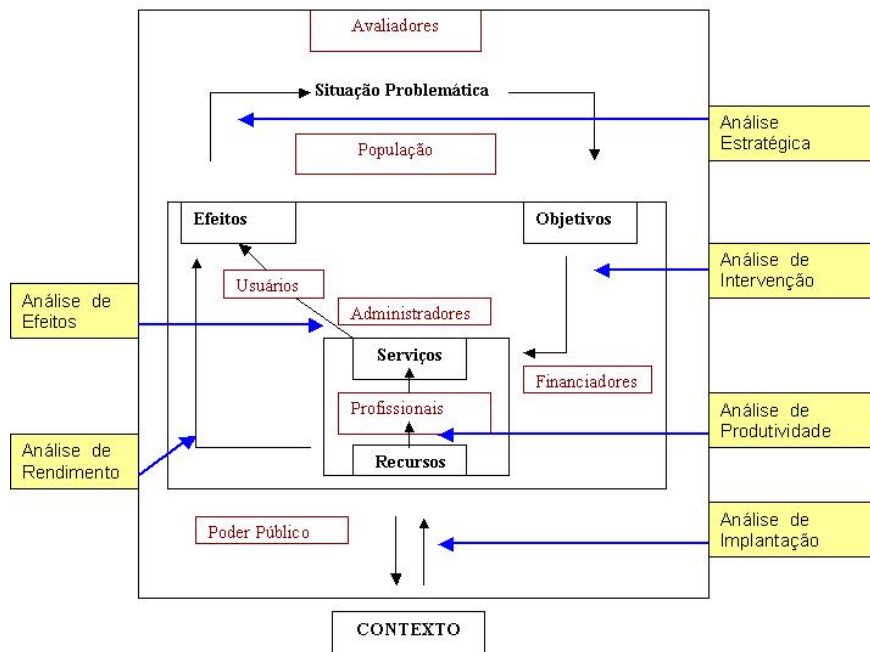 Avaliadores
Situação Problemática
Análise
Estratégica
População
Efeitos
Objetivos
Análise de
Intervenção
Usuários
Análise de
Efeitos
Administradores
Serviços
Financiadores
Profissionais
Análise de
Produtividade
Análise de
Rendimento
Recursos
Poder Público
Análise de
Implantação
CONTEXTO